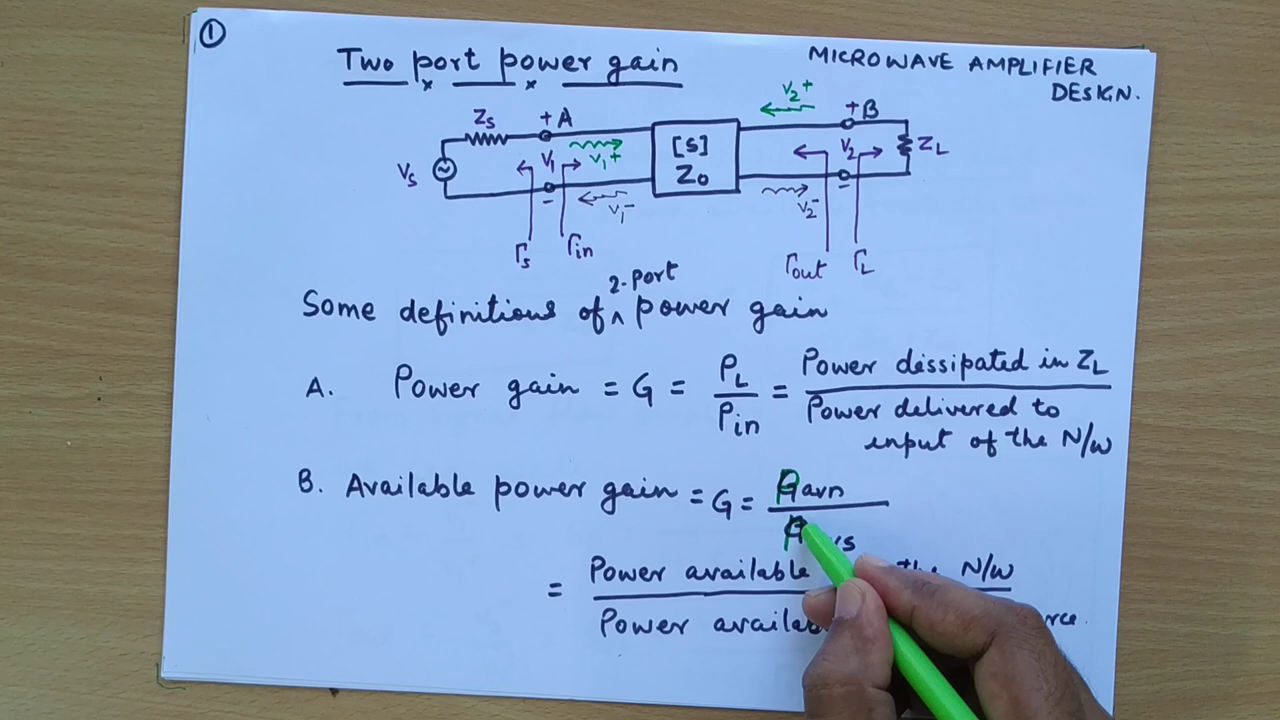 ①
Two port power gain
MICROWAVE AMPLIFIER
DESIGN.
V2+
Zs + A + B
V1 V1+ [S] V2 ZL
Vs Z0
- V1- V2- -
Γs Γin Γout ΓL
2-port
Some definitions of ∧ power gain
A. Power gain = G = PL / Pin = Power dissipated in ZL / Power delivered to
input of the N/W
B. Available power gain = G = Pavn /
= Power available the N/W
Power